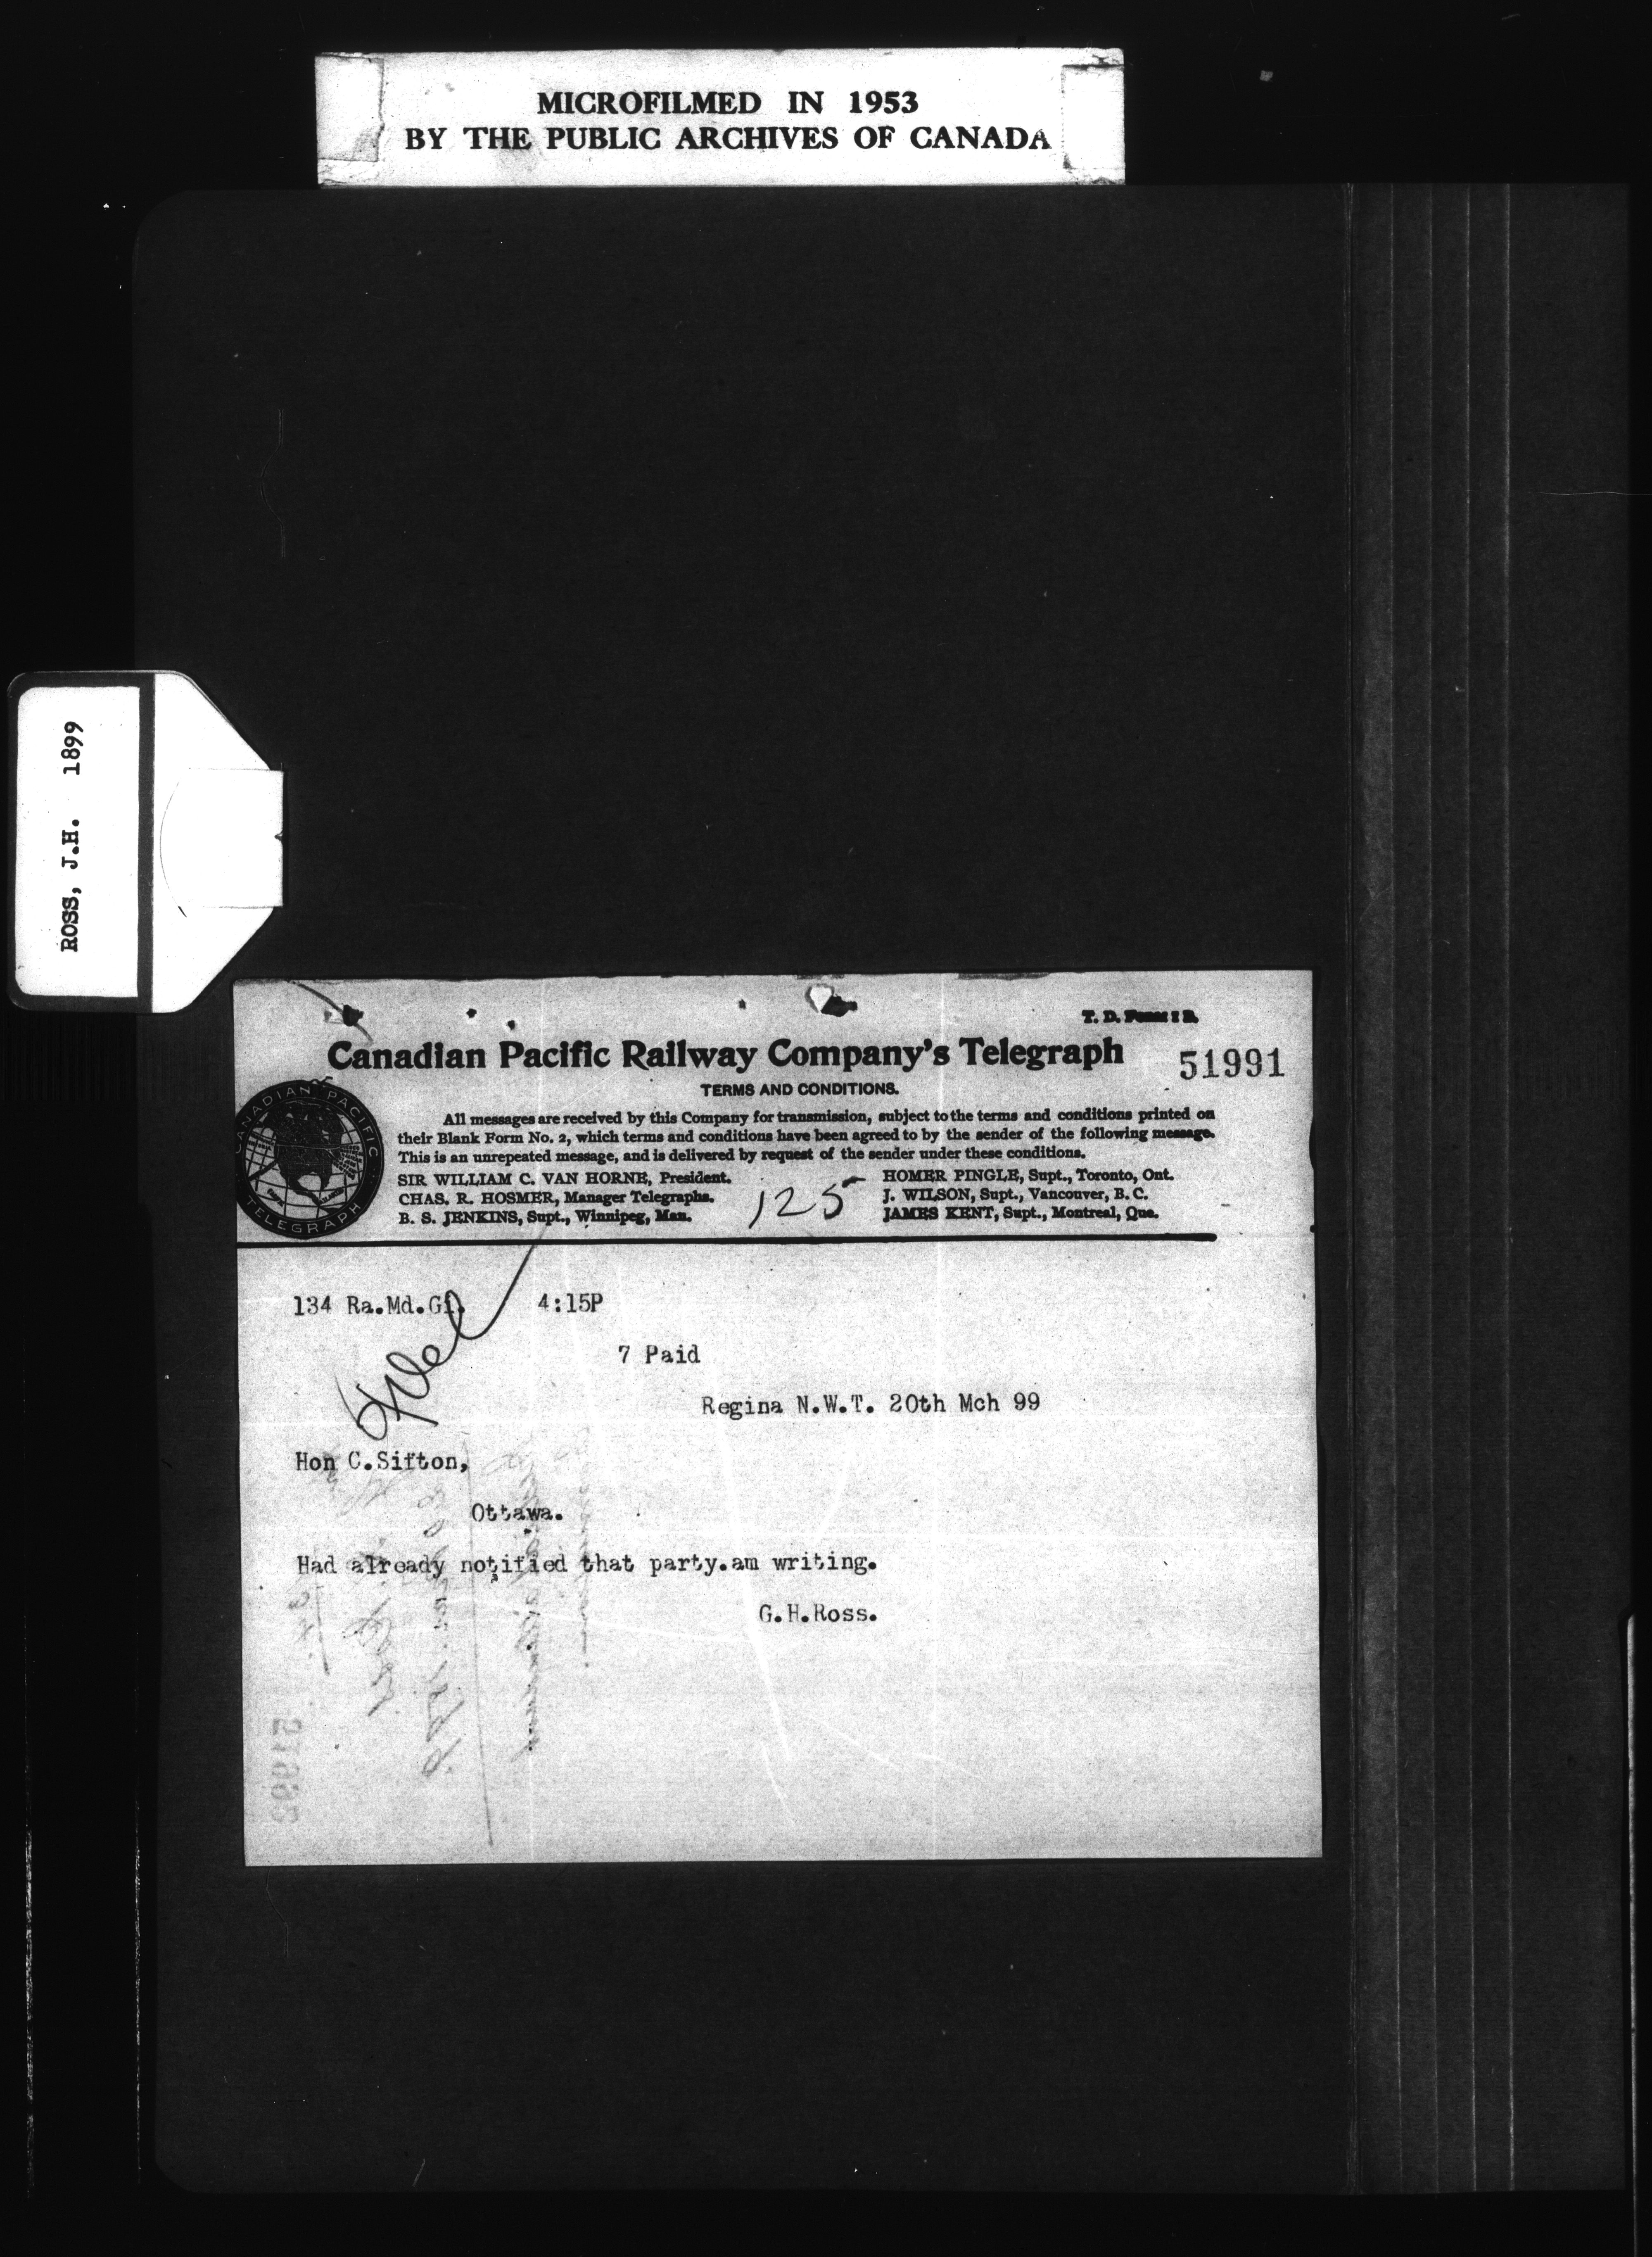 MICROFILMED IN 1953
BY THE PUBLIC ARCHIVES OF CANADA
ROSS, J.H. 1899
T. D.
Canadian Pacific Railway Company's Telegraph
51991
TERMS AND CONDITIONS.
CANADIAN PACIFIC
TELEGRAPH
All messages are received by this Company for transmission, subject to the terms and conditions printed on
their Blank Form No. 2, which terms and conditions have been agreed to by the sender of the following message.
This is an unrepeated message, and is delivered by request of the sender under these conditions.
SIR WILLIAM C. VAN HORNE, President.
CHAS. R. HOSMER, Manager Telegraphs.
B. S. JENKINS, Supt., Winnipeg, Man.
125
HOMER PINGLE, Supt., Toronto, Ont.
J. WILSON, Supt., Vancouver, B. C.
JAMES KENT, Supt., Montreal, Que.
134 Ra.Md. 4:15P
7 Paid
Regina N.W.T. 20th Mch 99
Hon C.Sifton,
Ottawa.
Had already notified that party.am writing.
G.H.Ross.
51992